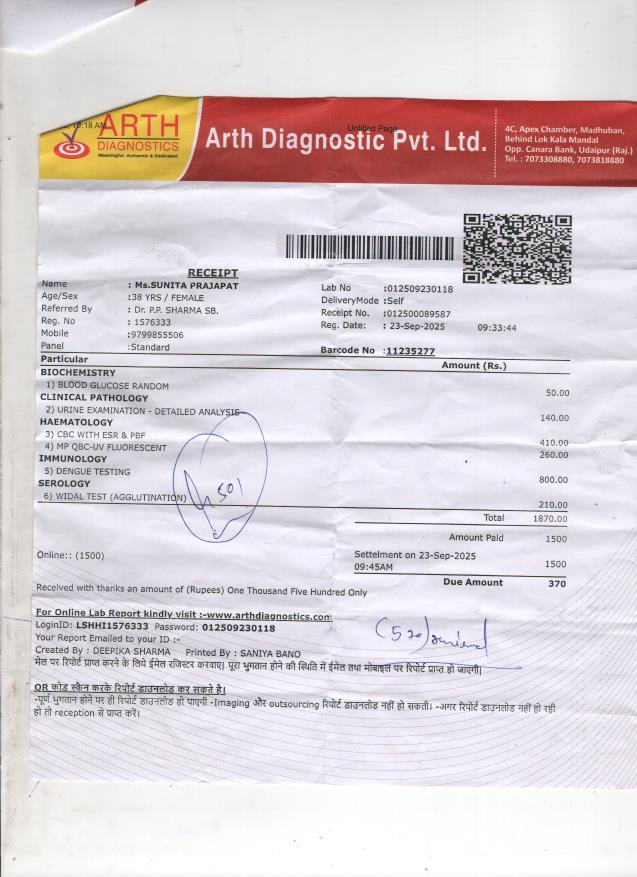 10:18 AM
Untitled Page
ARTH
DIAGNOSTICS
Meaningful, Authentic & Dedicated
Arth Diagnostic Pvt. Ltd.
4C, Apex Chamber, Madhuban,
Behind Lok Kala Mandal
Opp. Canara Bank, Udaipur (Raj.)
Tel. : 7073308880, 7073818880
RECEIPT
Name : Ms.SUNITA PRAJAPAT
Age/Sex :38 YRS / FEMALE
Referred By : Dr. P.P. SHARMA SB.
Reg. No : 1576333
Mobile :9799855506
Panel :Standard
Lab No :012509230118
DeliveryMode :Self
Receipt No. :012500089587
Reg. Date: : 23-Sep-2025 09:33:44
Barcode No :11235277
Particular Amount (Rs.)
BIOCHEMISTRY
1) BLOOD GLUCOSE RANDOM 50.00
CLINICAL PATHOLOGY
2) URINE EXAMINATION - DETAILED ANALYSIS 140.00
HAEMATOLOGY
3) CBC WITH ESR & PBF 410.00
4) MP QBC-UV FLUORESCENT 260.00
IMMUNOLOGY
5) DENGUE TESTING 800.00
SEROLOGY
6) WIDAL TEST (AGGLUTINATION) 210.00
Total 1870.00
Amount Paid 1500
Online:: (1500)
Settelment on 23-Sep-2025 09:45AM 1500
Due Amount 370
Received with thanks an amount of (Rupees) One Thousand Five Hundred Only
For Online Lab Report kindly visit :-www.arthdiagnostics.com
LoginID: LSHHI1576333 Password: 012509230118
Your Report Emailed to your ID :-
Created By : DEEPIKA SHARMA Printed By : SANIYA BANO
मेल पर रिपोर्ट प्राप्त करने के लिये ईमेल रजिस्टर करवाए। पूरा भुगतान होने की स्थिति में ईमेल तथा मोबाइल पर रिपोर्ट प्राप्त हो जाएगी।
QR कोड स्कैन करके रिपोर्ट डाउनलोड कर सकते है।
-पूर्ण भुगतान होने पर ही रिपोर्ट डाउनलोड हो पाएगी -Imaging और outsourcing रिपोर्ट डाउनलोड नहीं हो सकती। -अगर रिपोर्ट डाउनलोड नहीं हो रही
हो तो reception से प्राप्त करें।